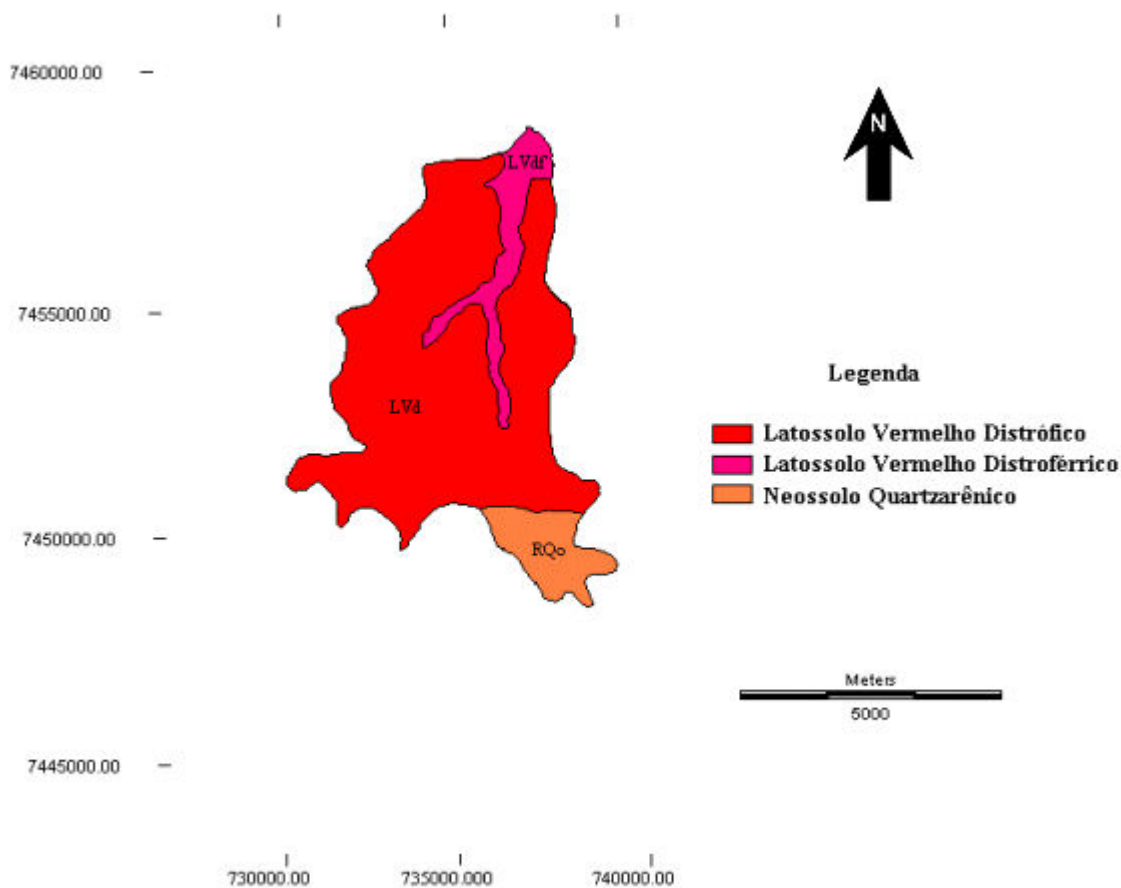 7460000.00
N
LVdf
7455000.00
Legenda
LVd
Latossolo Vermelho Distrófico
Latossolo Vermelho Distroférrico
Neossolo Quartzarênico
7450000.00
RQo
Meters
5000
7445000.00
730000.00
735000.000
740000.00